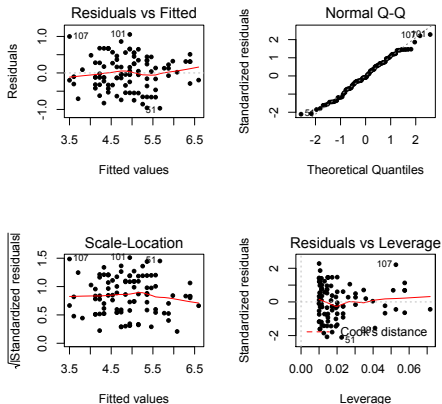 Residuals vs Fitted
Residuals
1.0
0.0
-1.0
107
101
51
3.5 4.5 5.5 6.5
Fitted values
Normal Q-Q
Standardized residuals
2
1
0
-2
51
-2 -1 0 1 2
Theoretical Quantiles
Scale-Location
√|Standardized residuals|
1.5
1.0
0.5
0.0
107
101
51
3.5 4.5 5.5 6.5
Fitted values
Residuals vs Leverage
Standardized residuals
2
1
0
-2
107
Cook's distance
51
0.00 0.02 0.04 0.06
Leverage